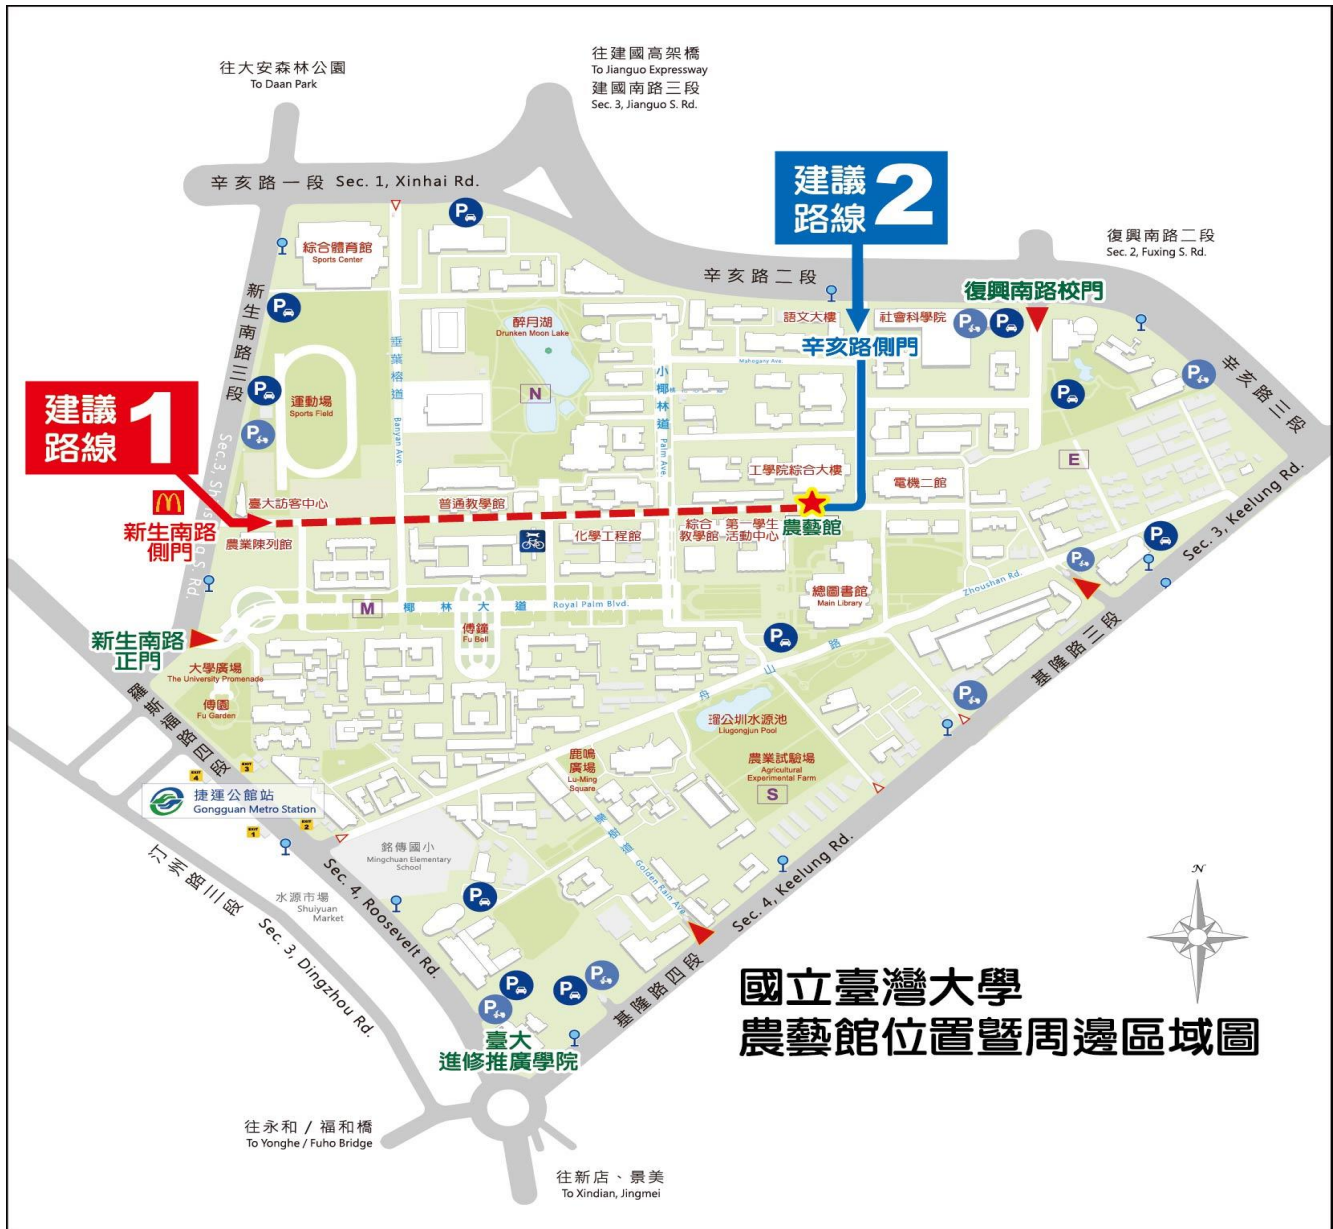 往大安森林公園
To Daan Park
往建國高架橋
To Jianguo Expressway
建國南路三段
Sec. 3, Jianguo S. Rd.
建議
路線 2
辛亥路一段 Sec. 1, Xinhai Rd.
復興南路二段
Sec. 2, Fuxing S. Rd.
綜合體育館
Sports Center
辛亥路二段
復興南路校門
新生南路三段
醉月湖
Drunken Moon Lake
語文大樓
社會科學院
辛亥路側門
辛亥路三段
垂葉榕道
Banyan Ave.
小椰林道
Palm Ave.
Mahogany Ave.
建議
路線 1
運動場
Sports Field
N
E
工學院綜合大樓
電機二館
臺大訪客中心
普通教學館
新生南路
側門
農業陳列館
化學工程館
綜合
教學館
第一學生
活動中心
農藝館
Sec. 3, Keelung Rd.
基隆路三段
總圖書館
Main Library
Zhoushan Rd.
舟山路
M
椰林大道
Royal Palm Blvd.
傅鐘
Fu Bell
新生南路
正門
大學廣場
The University Promenade
傅園
Fu Garden
羅斯福路四段
瑠公圳水源池
Liugongjun Pool
鹿鳴
廣場
Lu-Ming
Square
農業試驗場
Agricultural
Experimental Farm
S
EXIT
4
EXIT
3
捷運公館站
Gongguan Metro Station
EXIT
1
EXIT
2
銘傳國小
Mingchuan Elementary
School
Golden Rain Ave.
水源市場
Shuiyuan
Market
汀州路三段
Sec. 3, Dingzhou Rd.
Sec. 4, Roosevelt Rd.
Sec. 4, Keelung Rd.
基隆路四段
N
國立臺灣大學
農藝館位置暨周邊區域圖
臺大
進修推廣學院
往永和 / 福和橋
To Yonghe / Fuho Bridge
往新店、景美
To Xindian, Jingmei